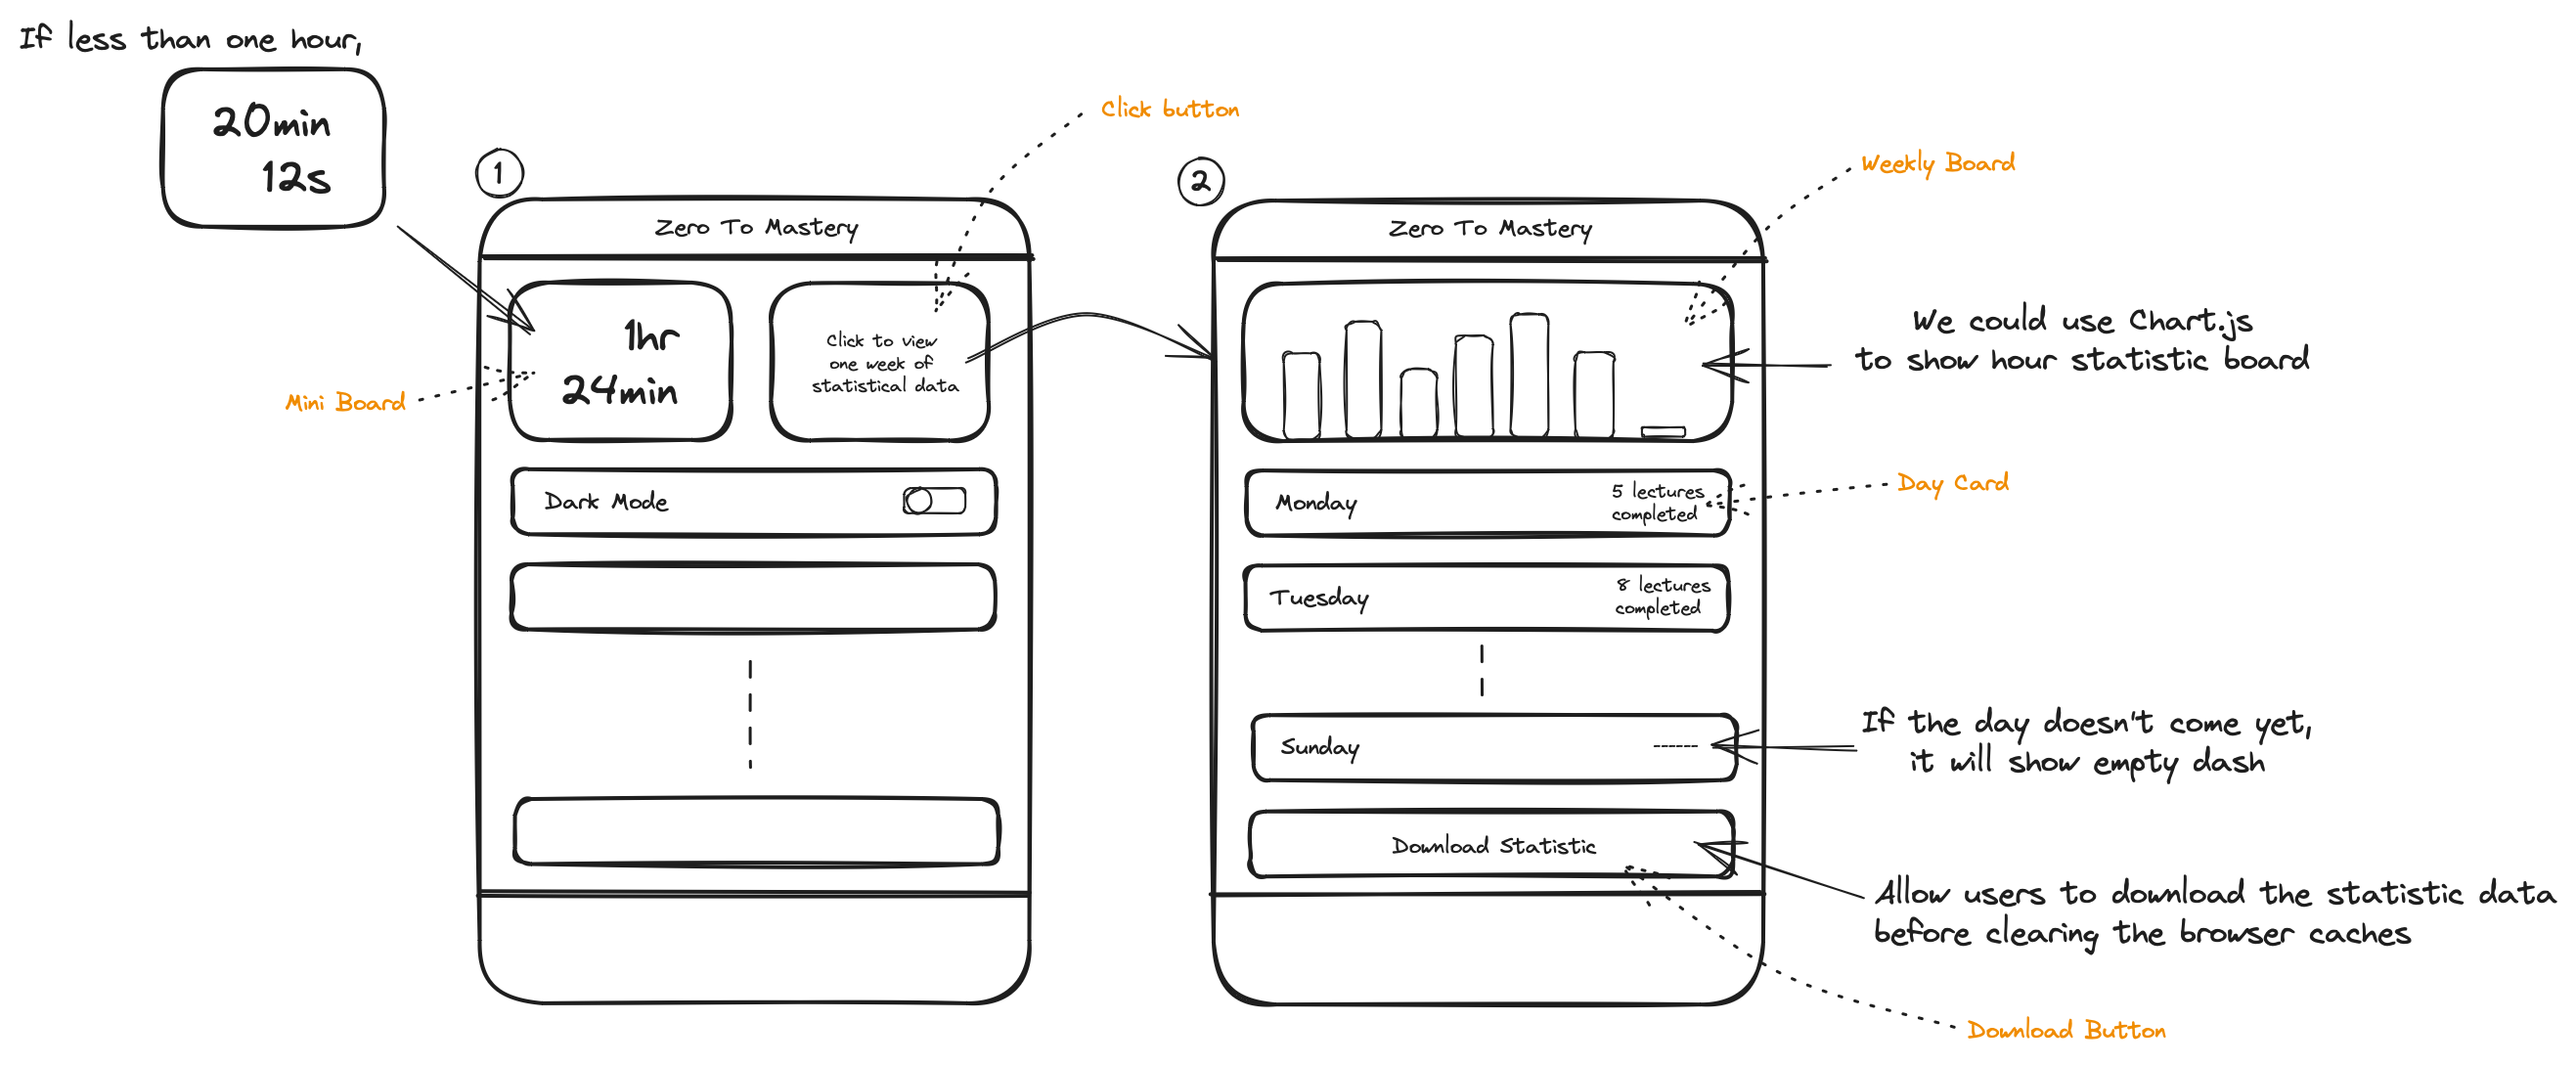 If less than one hour,
20min
12s
Click button
1
Zero To Mastery
1hr
24min
Click to view
one week of
statistical data
Mini Board
Dark Mode
2
Zero To Mastery
Weekly Board
We could use Chart.js
to show hour statistic board
Monday
5 lectures
completed
Day Card
Tuesday
8 lectures
completed
Sunday
------
If the day doesn't come yet,
it will show empty dash
Download Statistic
Allow users to download the statistic data
before clearing the browser caches
Download Button